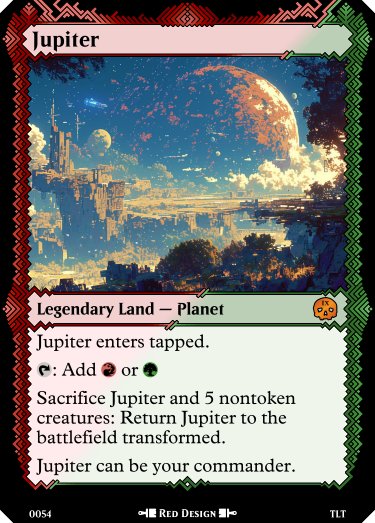 Jupiter
Legendary Land — Planet
Jupiter enters tapped.
: Add or
Sacrifice Jupiter and 5 nontoken
creatures: Return Jupiter to the
battlefield transformed.
Jupiter can be your commander.
0054
RED DESIGN
TLT